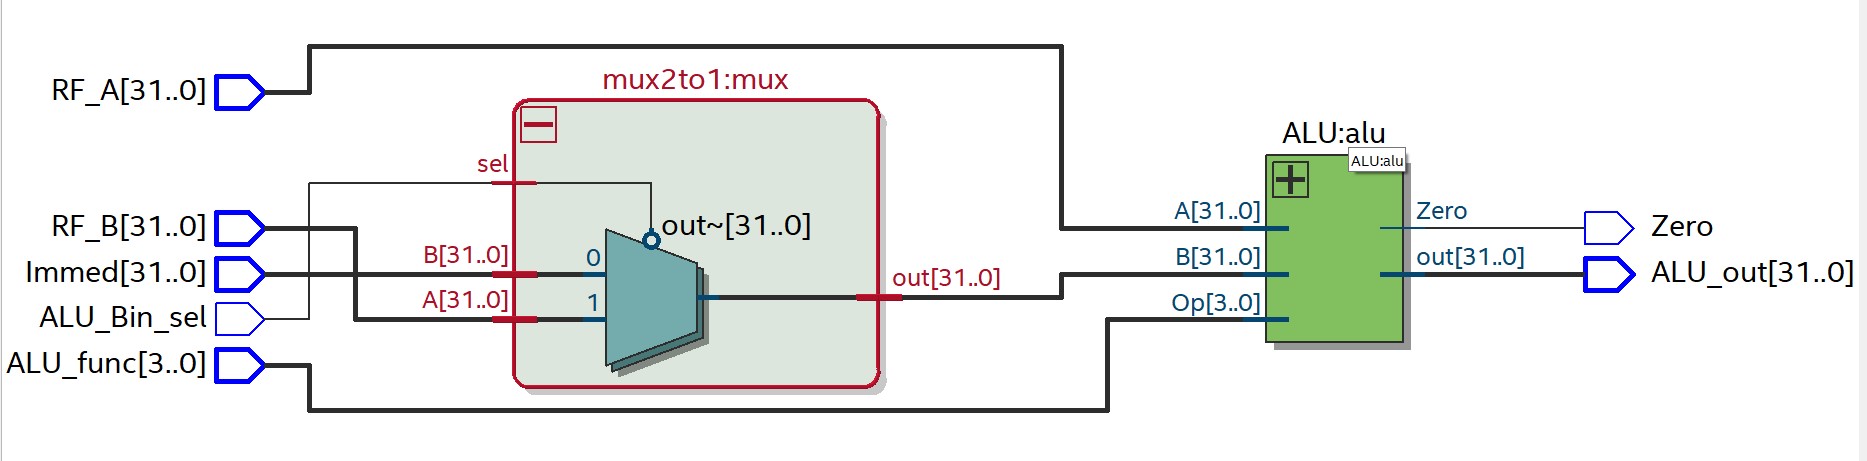 RF_A[31..0]
mux2to1:mux
ALU:alu
ALU:alu
sel
RF_B[31..0]
out~[31..0]
A[31..0]
Zero
Zero
Immed[31..0]
B[31..0]
0
out[31..0]
B[31..0]
out[31..0]
ALU_out[31..0]
ALU_Bin_sel
A[31..0]
1
Op[3..0]
ALU_func[3..0]